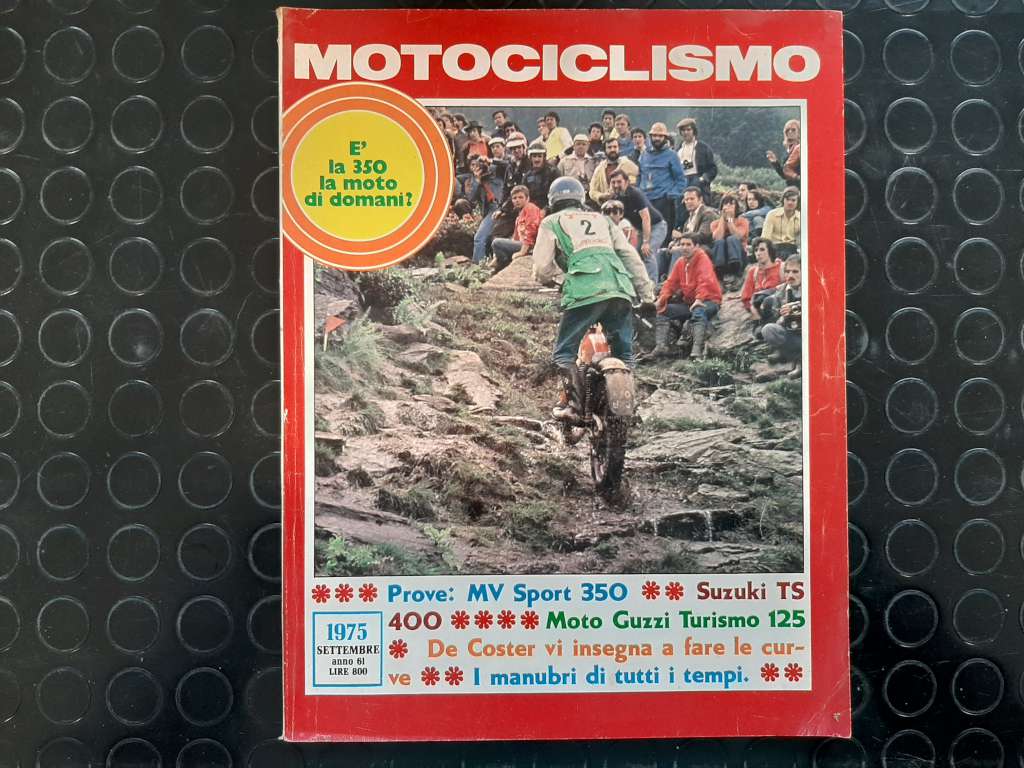 MOTOCICLISMO
E'
la 350
la moto
di domani?
2
*** Prove: MV Sport 350 ** Suzuki TS
400 **** Moto Guzzi Turismo 125
* De Coster vi insegna a fare le cur-
ve ** I manubri di tutti i tempi. **
1975
SETTEMBRE
anno 61
LIRE 800